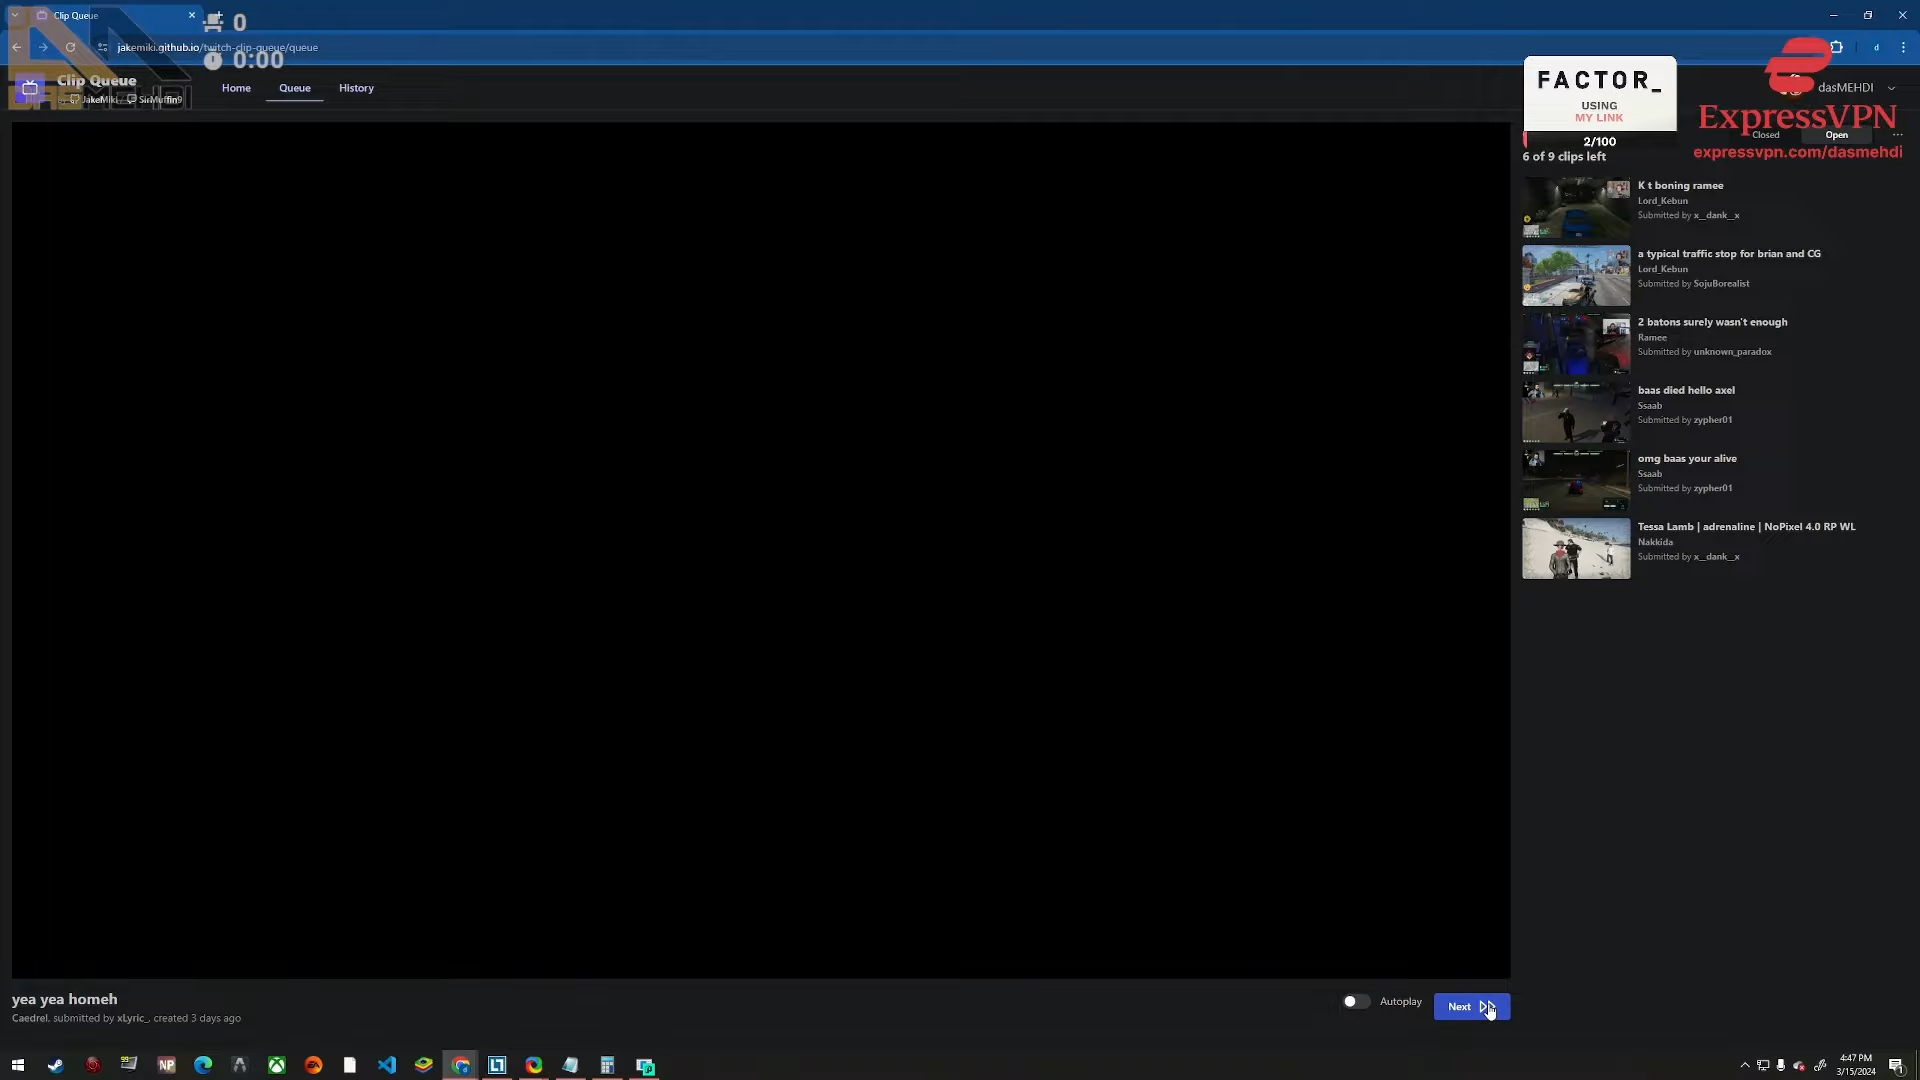 Clip Queue
0
jakemiki.github.io/twitch-clip-queue/queue
0:00
Clip Queue
JakeMiki SirMuffin9
DASMEHDI
Home Queue History
FACTOR_
USING
MY LINK
2/100
dasMEHDI
ExpressVPN
expressvpn.com/dasmehdi
Closed Open
6 of 9 clips left
K t boning ramee
Lord_Kebun
Submitted by x__dank__x
a typical traffic stop for brian and CG
Lord_Kebun
Submitted by SojuBorealist
2 batons surely wasn't enough
Ramee
Submitted by unknown_paradox
baas died hello axel
Ssaab
Submitted by zypher01
omg baas your alive
Ssaab
Submitted by zypher01
Tessa Lamb | adrenaline | NoPixel 4.0 RP WL
Nakkida
Submitted by x__dank__x
yea yea homeh
Caedrel, submitted by xLyric_, created 3 days ago
Autoplay
Next
NP
4:47 PM
3/15/2024